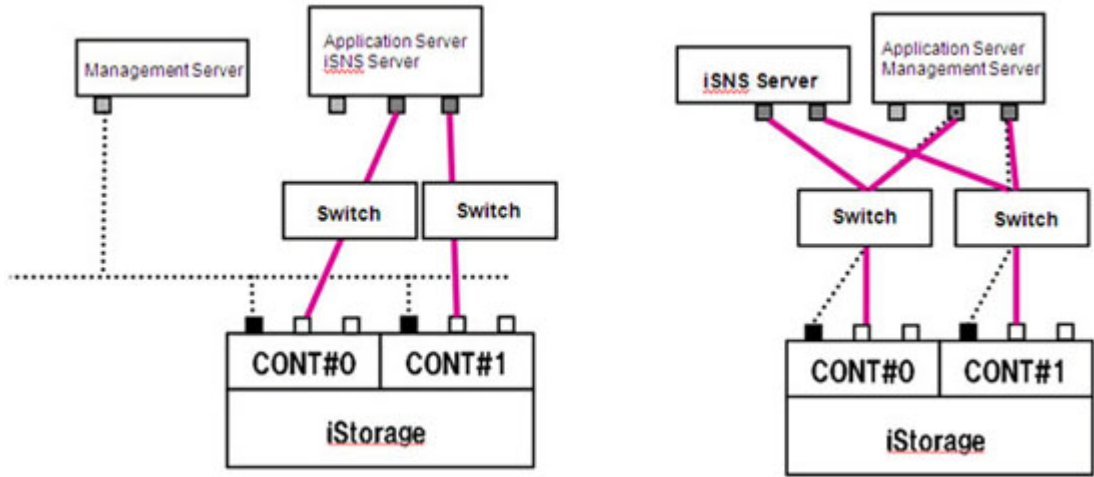 Management Server
Application Server
iSNS Server
Switch
Switch
CONT#0
CONT#1
iStorage
iSNS Server
Application Server
Management Server
Switch
Switch
CONT#0
CONT#1
iStorage